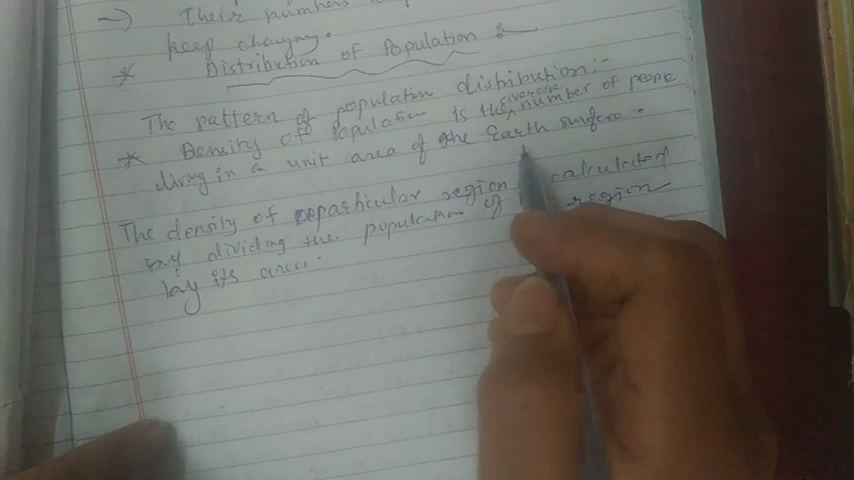 → Their numbers
keep changing.
* Distribution of Population :-
The pattern of population distribution:-
* Density of Population is the average number of people
living in a unit area of the Earth surface.
The density of particular region calculated
by dividing the population of region
by its area.